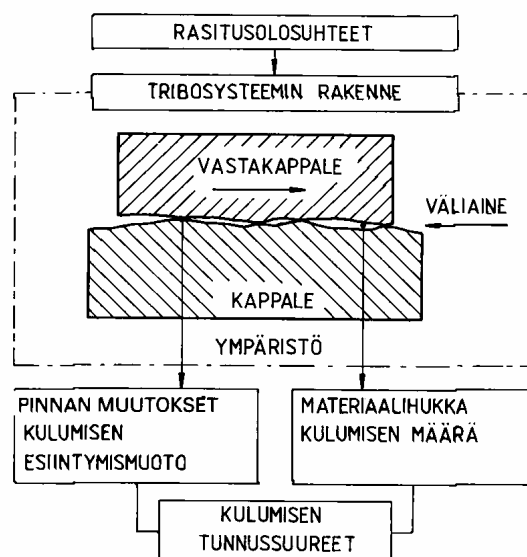 RASITUSOLOSUHTEET
TRIBOSYSTEEMIN RAKENNE
VASTAKAPPALE
VÄLIAINE
KAPPALE
YMPÄRISTÖ
PINNAN MUUTOKSET
KULUMISEN
ESIINTYMISMUOTO
MATERIAALIHUKKA
KULUMISEN MÄÄRÄ
KULUMISEN
TUNNUSSUUREET